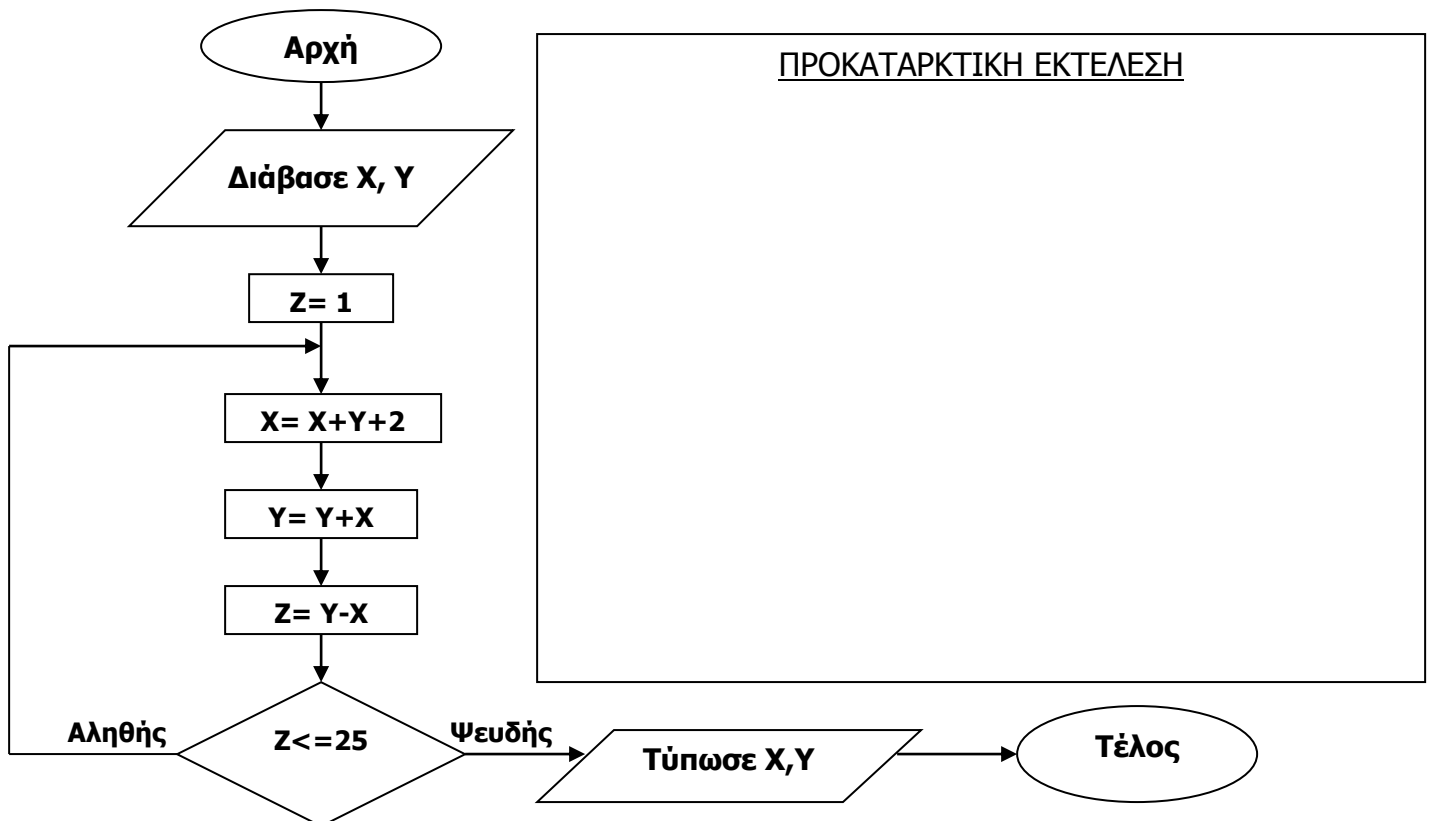 Αρχή
ΠΡΟΚΑΤΑΡΚΤΙΚΗ ΕΚΤΕΛΕΣΗ
Διάβασε Χ, Υ
Ζ= 1
Χ= Χ+Υ+2
Υ= Υ+Χ
Ζ= Υ-Χ
Αληθής
Ζ<=25
Ψευδής
Τύπωσε Χ,Υ
Τέλος